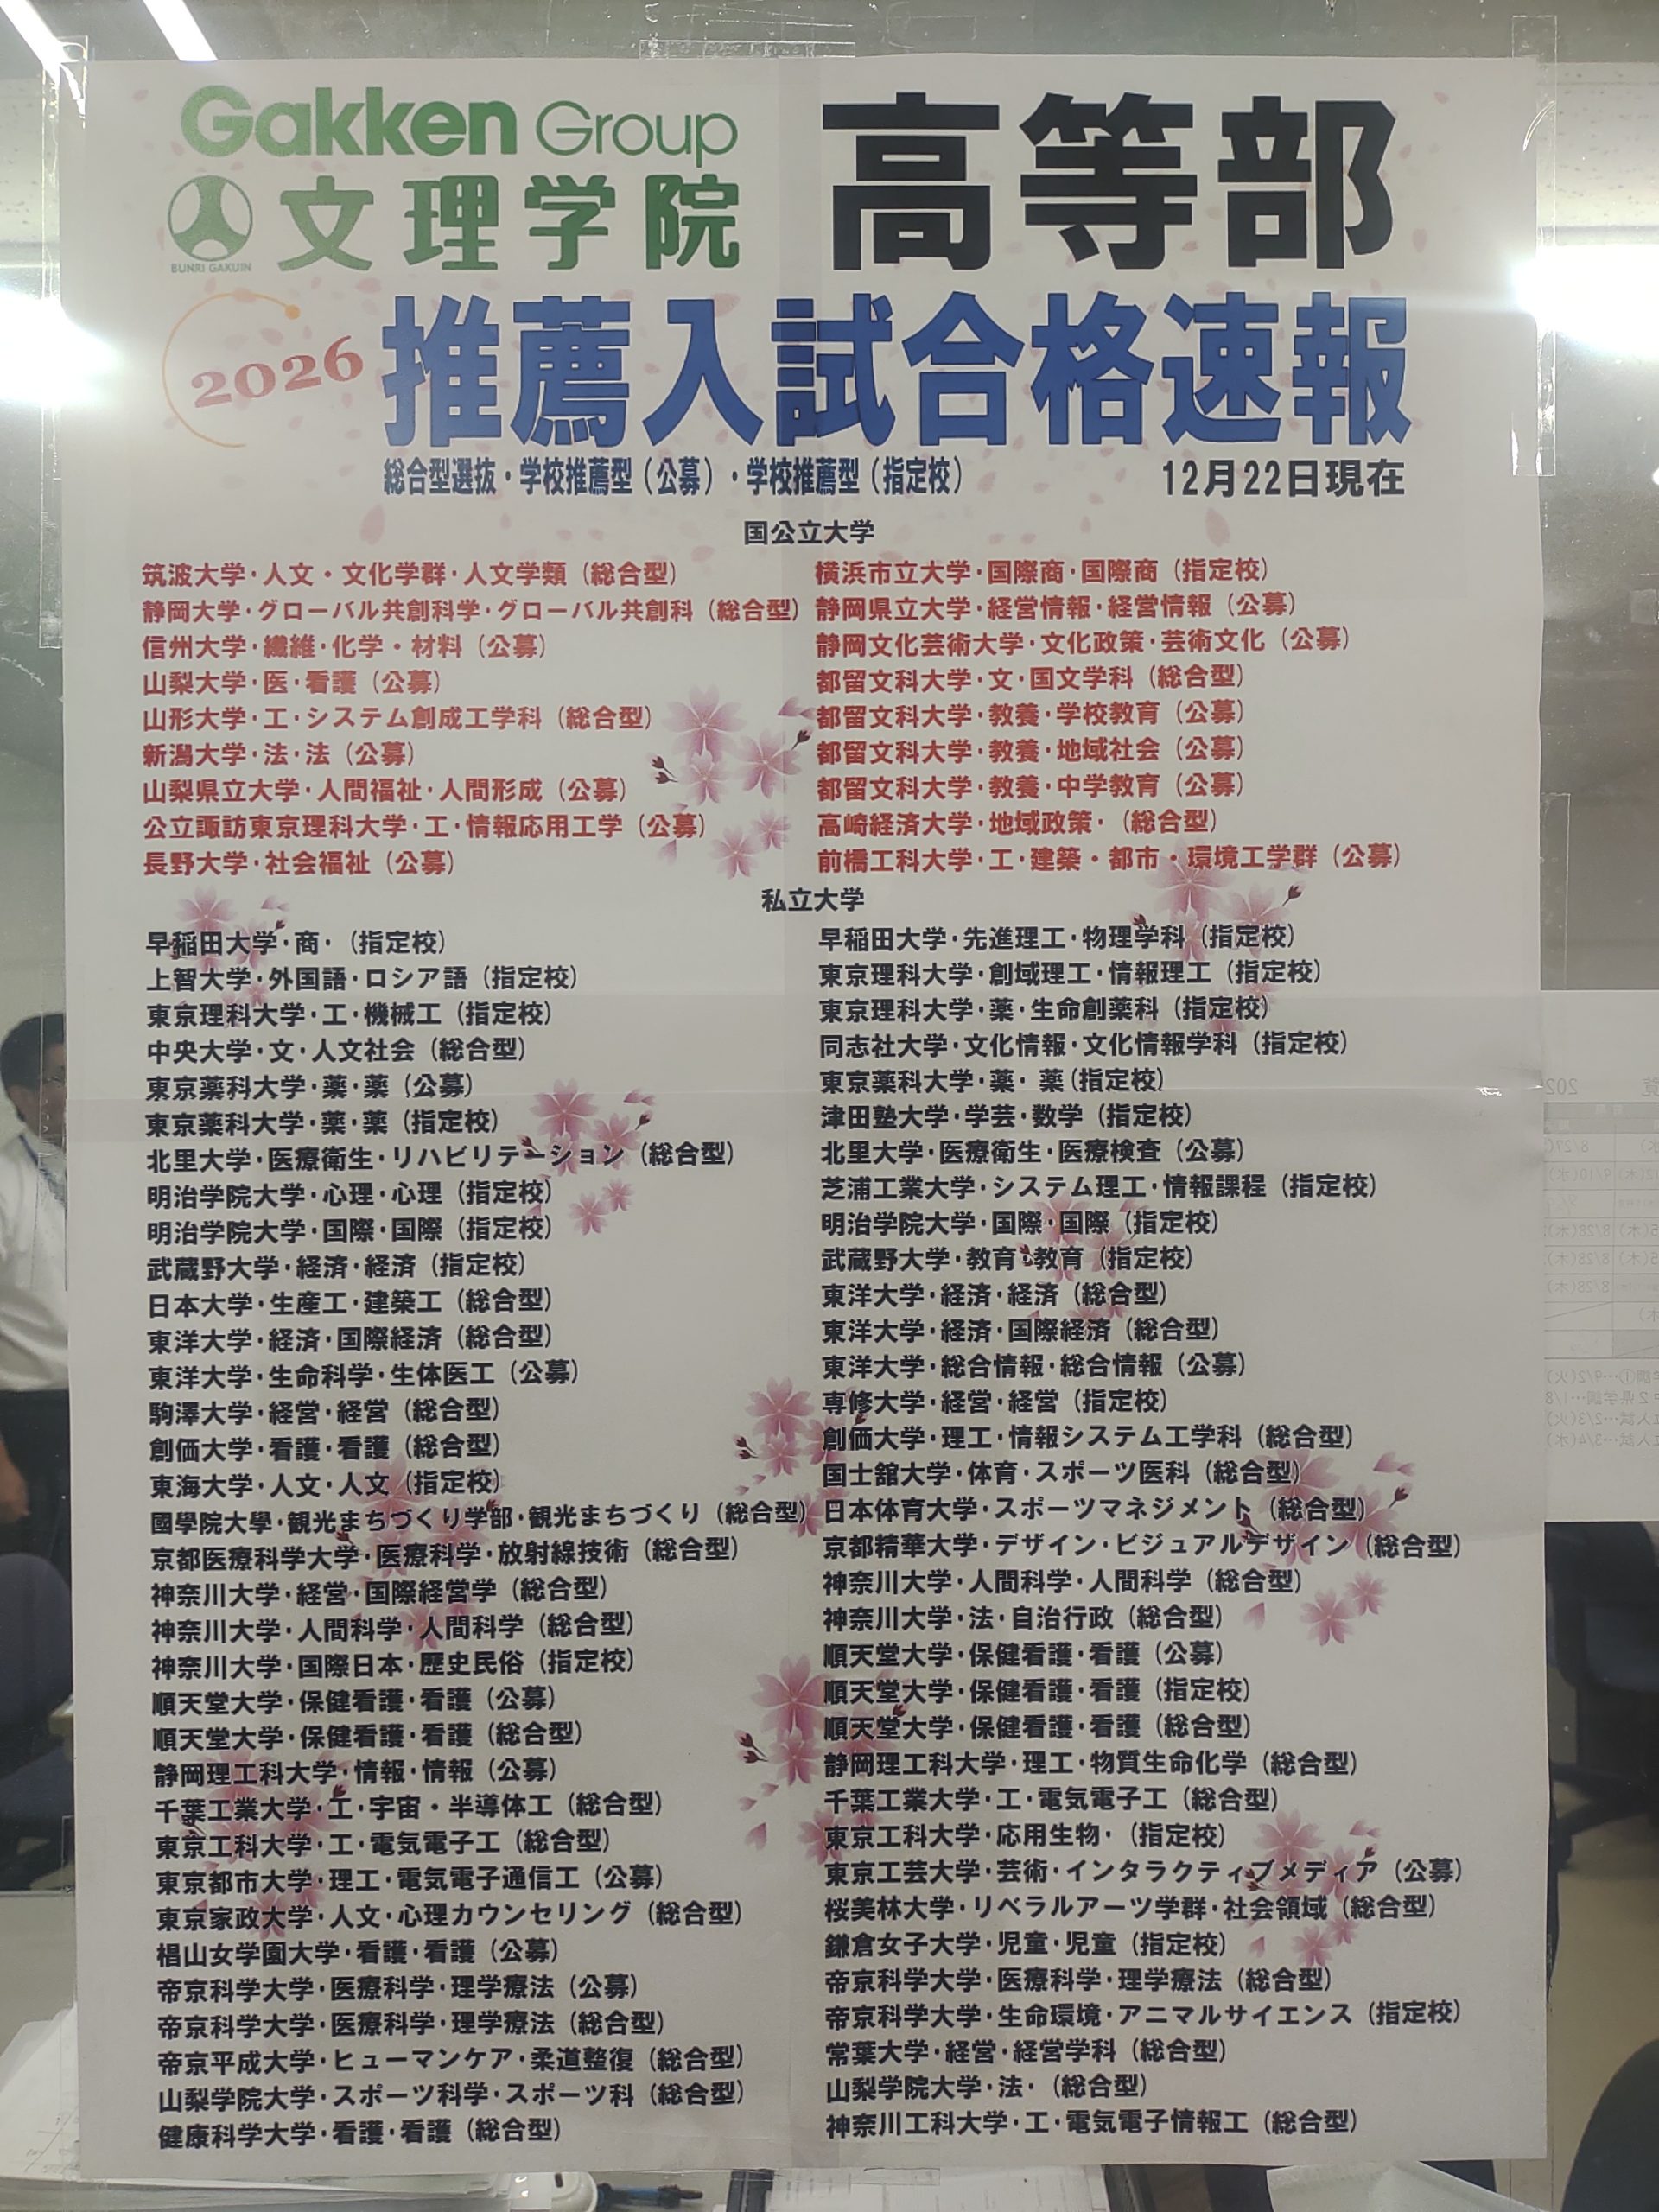 Gakken Group
文理学院
BUNRI GAKUIN
高等部
2026
推薦入試合格速報
総合型選抜・学校推薦型（公募）・学校推薦型（指定校）
12月22日現在
国公立大学
筑波大学・人文・文化学群・人文学類（総合型）
静岡大学・グローバル共創科学・グローバル共創科（総合型）
信州大学・繊維・化学・材料（公募）
山梨大学・医・看護（公募）
山形大学・工・システム創成工学科（総合型）
新潟大学・法・法（公募）
山梨県立大学・人間福祉・人間形成（公募）
公立諏訪東京理科大学・工・情報応用工学（公募）
長野大学・社会福祉（公募）
横浜市立大学・国際商・国際商（指定校）
静岡県立大学・経営情報・経営情報（公募）
静岡文化芸術大学・文化政策・芸術文化（公募）
都留文科大学・文・国文学科（総合型）
都留文科大学・教養・学校教育（公募）
都留文科大学・教養・地域社会（公募）
都留文科大学・教養・中学教育（公募）
高崎経済大学・地域政策・（総合型）
前橋工科大学・工・建築・都市・環境工学群（公募）
私立大学
早稲田大学・商・（指定校）
上智大学・外国語・ロシア語（指定校）
東京理科大学・工・機械工（指定校）
中央大学・文・人文社会（総合型）
東京薬科大学・薬・薬（公募）
東京薬科大学・薬・薬（指定校）
北里大学・医療衛生・リハビリテーション（総合型）
明治学院大学・心理・心理（指定校）
明治学院大学・国際・国際（指定校）
武蔵野大学・経済・経済（指定校）
日本大学・生産工・建築工（総合型）
東洋大学・経済・国際経済（総合型）
東洋大学・生命科学・生体医工（公募）
駒澤大学・経営・経営（総合型）
創価大学・看護・看護（総合型）
東海大学・人文・人文（指定校）
國學院大學・観光まちづくり学部・観光まちづくり（総合型）
京都医療科学大学・医療科学・放射線技術（総合型）
神奈川大学・経営・国際経営学（総合型）
神奈川大学・人間科学・人間科学（総合型）
神奈川大学・国際日本・歴史民俗（指定校）
順天堂大学・保健看護・看護（公募）
順天堂大学・保健看護・看護（総合型）
静岡理工科大学・情報・情報（公募）
千葉工業大学・工・宇宙・半導体工（総合型）
東京工科大学・工・電気電子工（総合型）
東京都市大学・理工・電気電子通信工（公募）
東京家政大学・人文・心理カウンセリング（総合型）
椙山女学園大学・看護・看護（公募）
帝京科学大学・医療科学・理学療法（公募）
帝京科学大学・医療科学・理学療法（総合型）
帝京平成大学・ヒューマンケア・柔道整復（総合型）
山梨学院大学・スポーツ科学・スポーツ科（総合型）
健康科学大学・看護・看護（総合型）
早稲田大学・先進理工・物理学科（指定校）
東京理科大学・創域理工・情報理工（指定校）
東京理科大学・薬・生命創薬科（指定校）
同志社大学・文化情報・文化情報学科（指定校）
東京薬科大学・薬・薬（指定校）
津田塾大学・学芸・数学（指定校）
北里大学・医療衛生・医療検査（公募）
芝浦工業大学・システム理工・情報課程（指定校）
明治学院大学・国際・国際（指定校）
武蔵野大学・教育・教育（指定校）
東洋大学・経済・経済（総合型）
東洋大学・経済・国際経済（総合型）
東洋大学・総合情報・総合情報（公募）
専修大学・経営・経営（指定校）
創価大学・理工・情報システム工学科（総合型）
国士舘大学・体育・スポーツ医科（総合型）
日本体育大学・スポーツマネジメント（総合型）
京都精華大学・デザイン・ビジュアルデザイン（総合型）
神奈川大学・人間科学・人間科学（総合型）
神奈川大学・法・自治行政（総合型）
順天堂大学・保健看護・看護（公募）
順天堂大学・保健看護・看護（指定校）
順天堂大学・保健看護・看護（総合型）
静岡理工科大学・理工・物質生命化学（総合型）
千葉工業大学・工・電気電子工（総合型）
東京工科大学・応用生物・（指定校）
東京工芸大学・芸術・インタラクティブメディア（公募）
桜美林大学・リベラルアーツ学群・社会領域（総合型）
鎌倉女子大学・児童・児童（指定校）
帝京科学大学・医療科学・理学療法（総合型）
帝京科学大学・生命環境・アニマルサイエンス（指定校）
常葉大学・経営・経営学科（総合型）
山梨学院大学・法・（総合型）
神奈川工科大学・工・電気電子情報工（総合型）